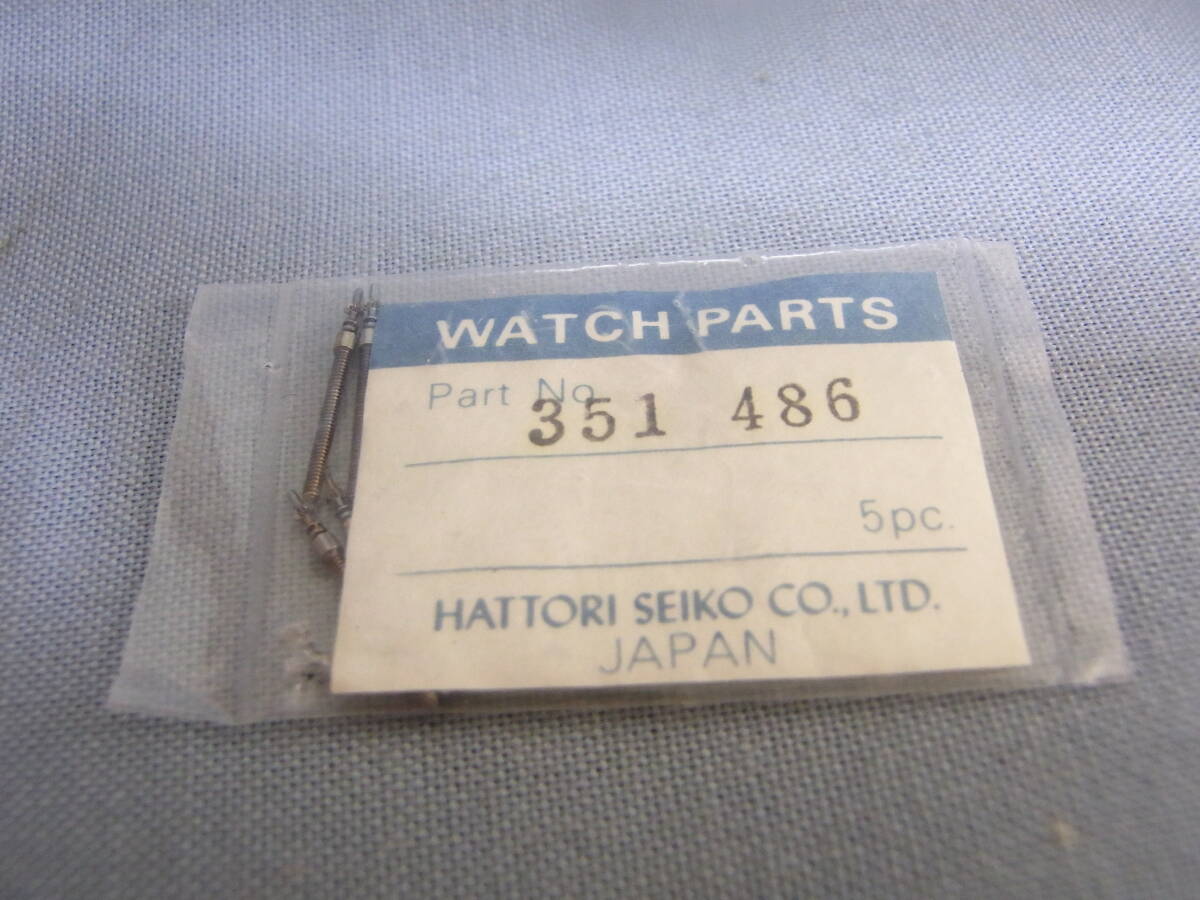 WATCH PARTS
Part No. 351 486
5pc.
HATTORI SEIKO CO., LTD.
JAPAN